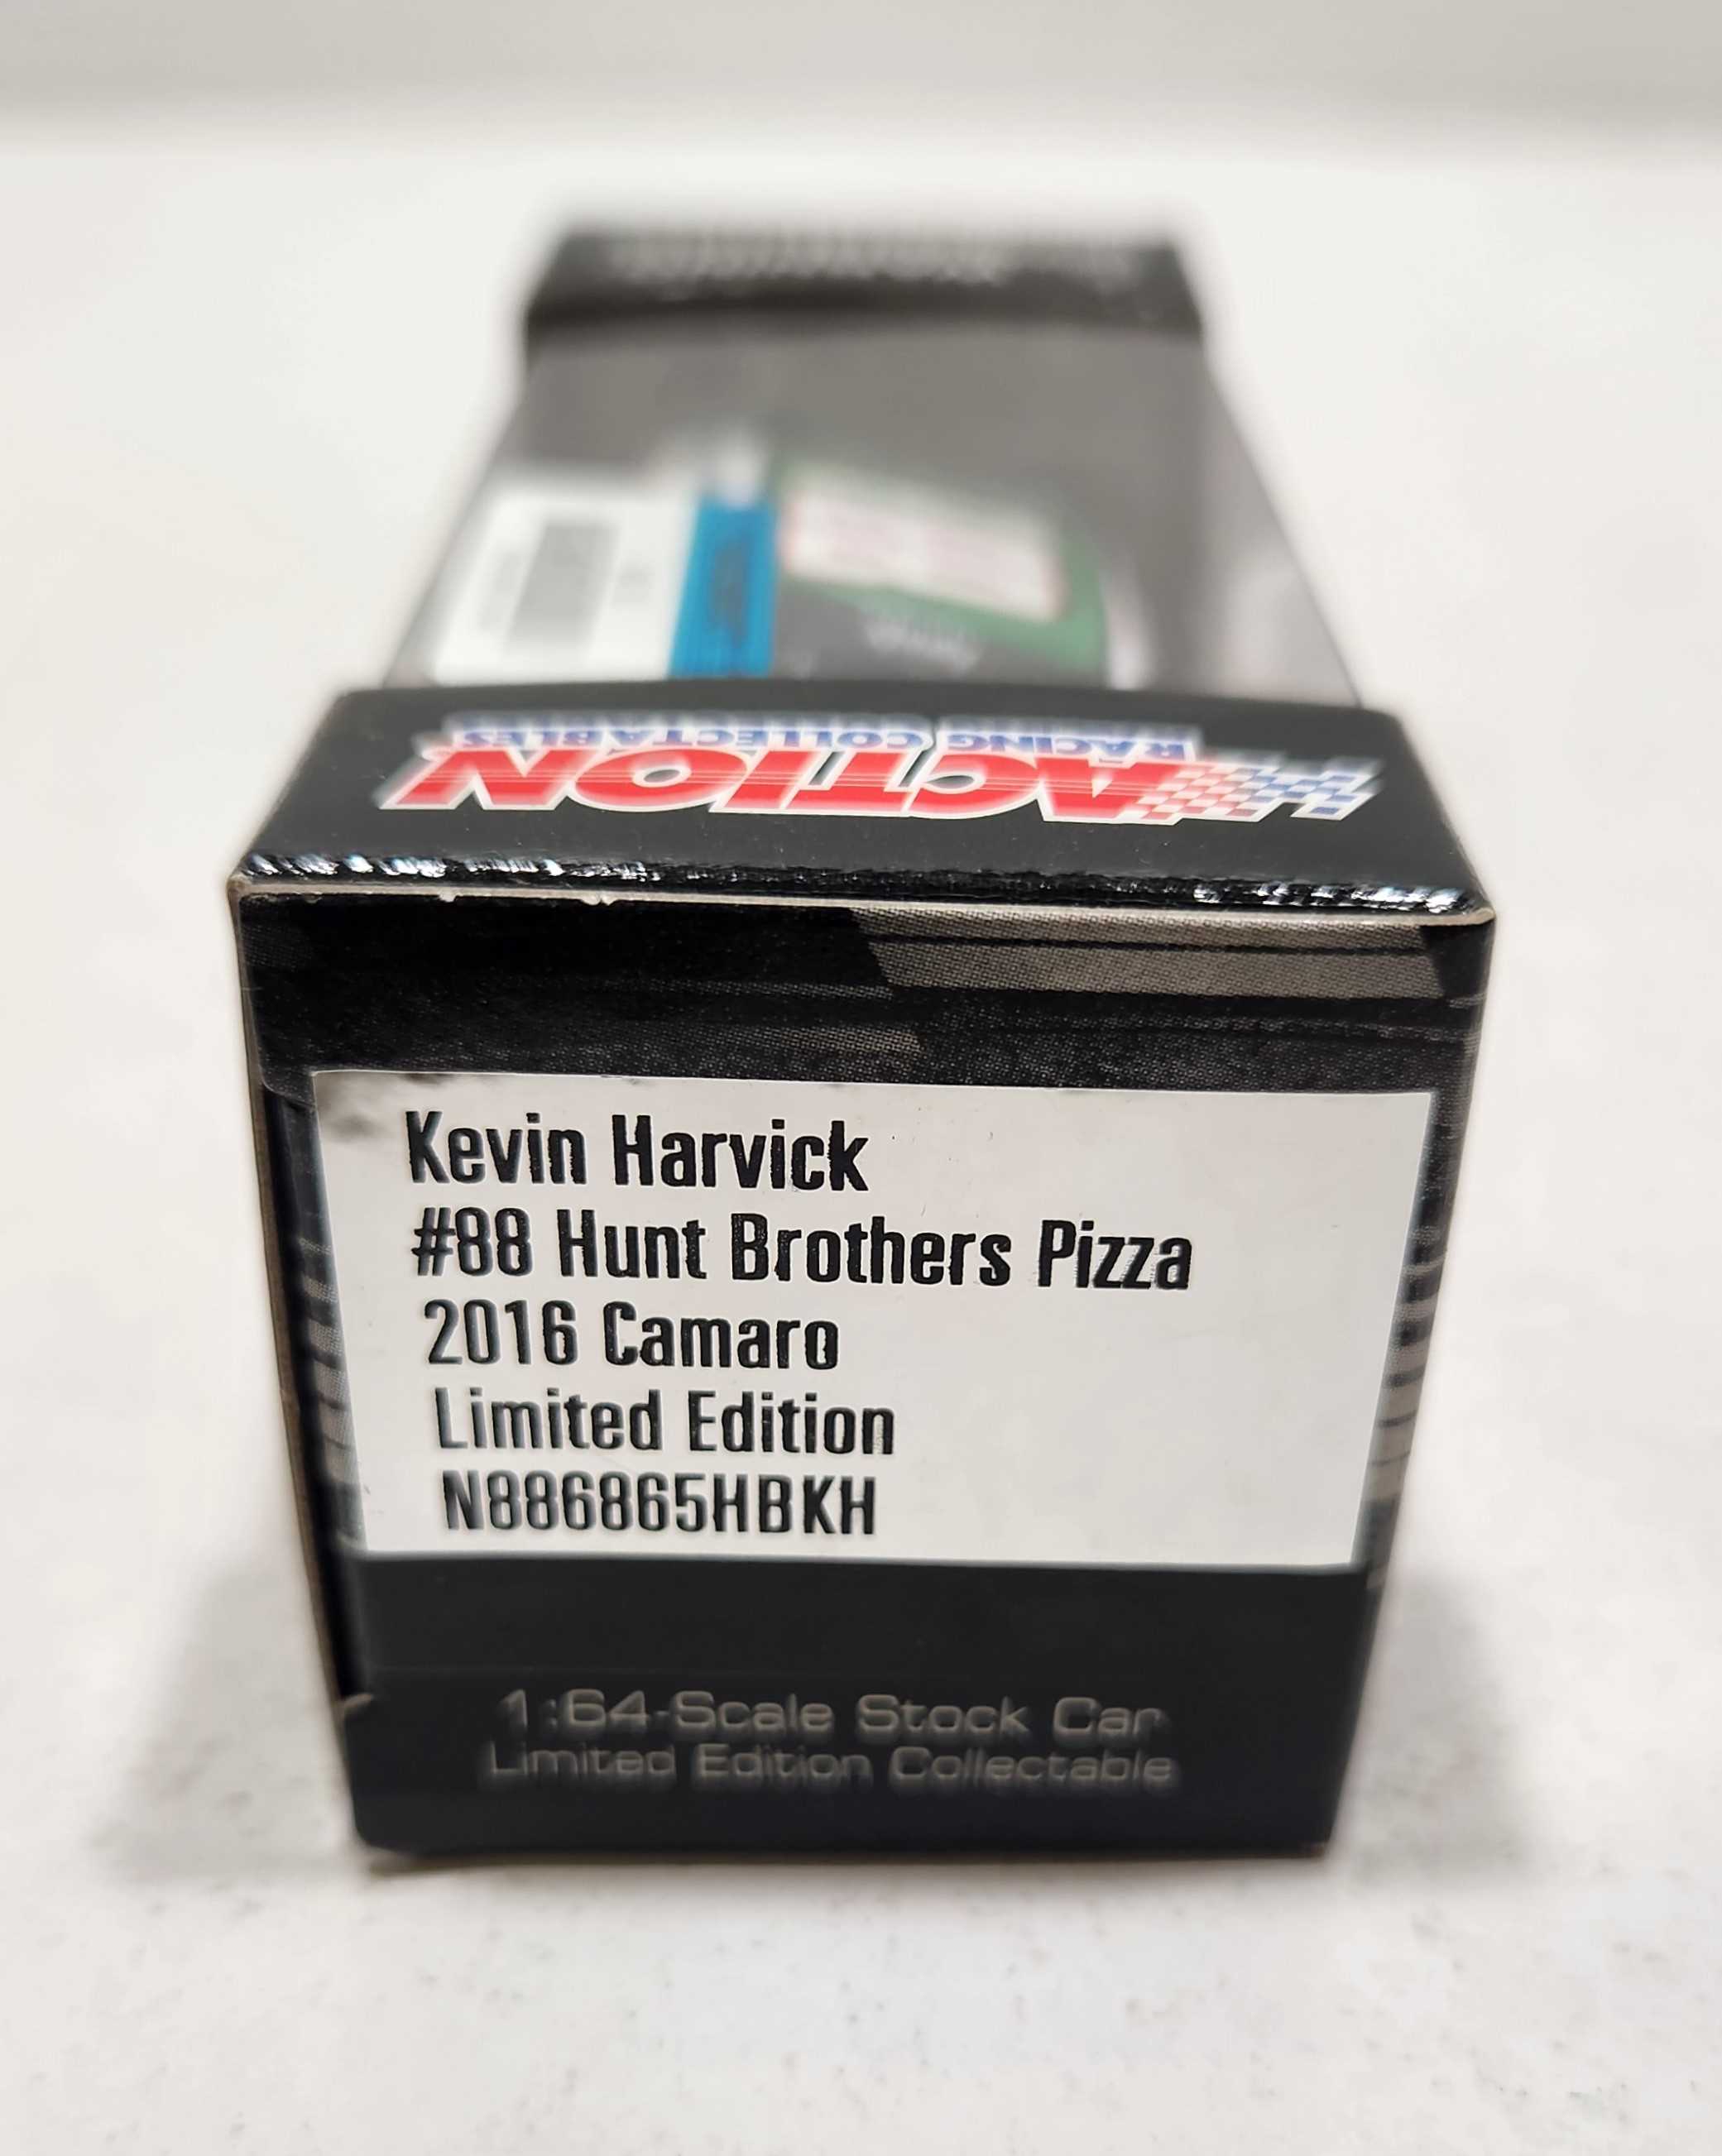 ACTION
RACING COLLECTABLES
Kevin Harvick
#88 Hunt Brothers Pizza
2016 Camaro
Limited Edition
N886865HBKH
1:64-Scale Stock Car
Limited Edition Collectable